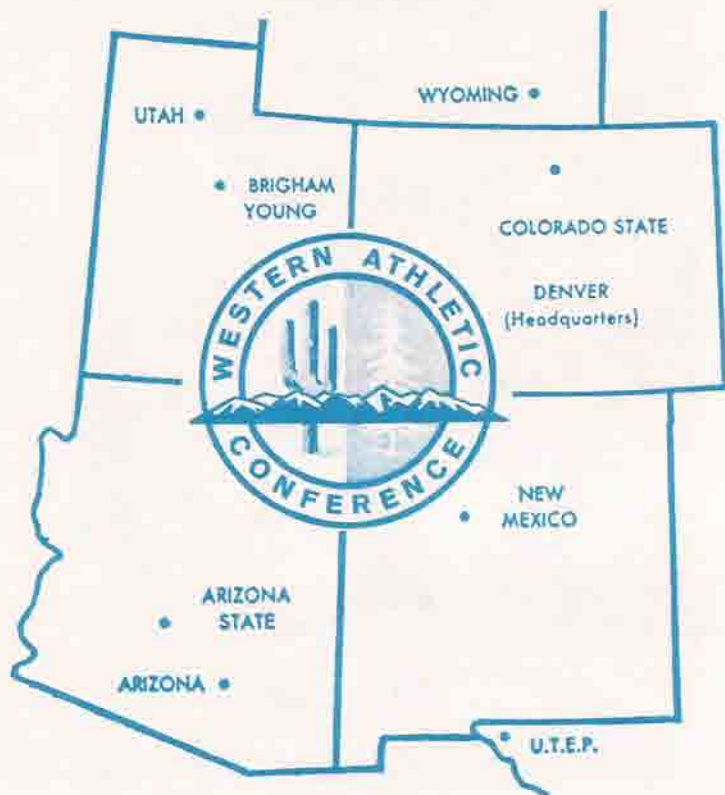 WYOMING
UTAH
BRIGHAM
YOUNG
COLORADO STATE
DENVER
(Headquarters)
WESTERN ATHLETIC
CONFERENCE
NEW
MEXICO
ARIZONA
STATE
ARIZONA
U.T.E.P.